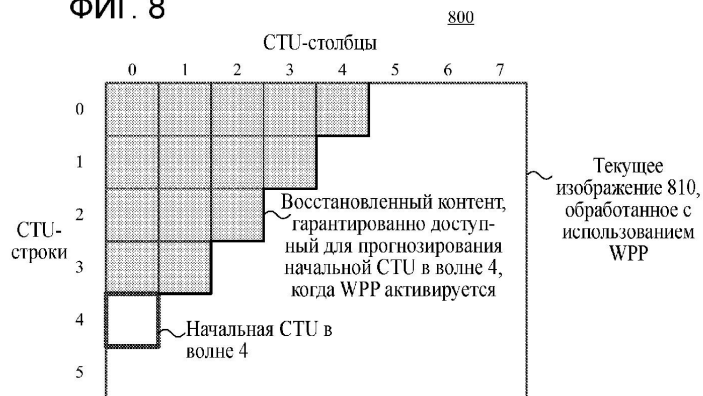 ФИГ. 8
800
CTU-столбцы
0 1 2 3 4 5 6 7
0
1
2
3
4
5
CTU-
строки
Восстановленный контент,
гарантированно доступ-
ный для прогнозирования
начальной CTU в волне 4,
когда WPP активируется
Начальная CTU в
волне 4
Текущее
изображение 810,
обработанное с
использованием
WPP